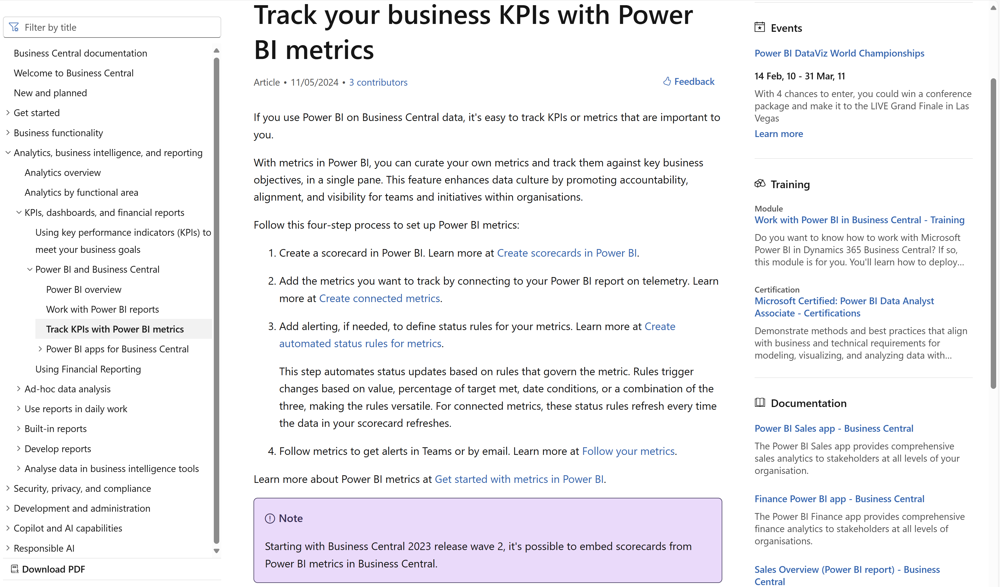 Filter by title
Business Central documentation
Welcome to Business Central
New and planned
Get started
Business functionality
Analytics, business intelligence, and reporting
Analytics overview
Analytics by functional area
KPIs, dashboards, and financial reports
Using key performance indicators (KPIs) to
meet your business goals
Power BI and Business Central
Power BI overview
Work with Power BI reports
Track KPIs with Power BI metrics
Power BI apps for Business Central
Using Financial Reporting
Ad-hoc data analysis
Use reports in daily work
Built-in reports
Develop reports
Analyse data in business intelligence tools
Security, privacy, and compliance
Development and administration
Copilot and AI capabilities
Responsible AI
Download PDF
Track your business KPIs with Power
BI metrics
Article • 11/05/2024 • 3 contributors
Feedback
If you use Power BI on Business Central data, it's easy to track KPIs or metrics that are important to
you.
With metrics in Power BI, you can curate your own metrics and track them against key business
objectives, in a single pane. This feature enhances data culture by promoting accountability,
alignment, and visibility for teams and initiatives within organisations.
Follow this four-step process to set up Power BI metrics:
1. Create a scorecard in Power BI. Learn more at Create scorecards in Power BI.
2. Add the metrics you want to track by connecting to your Power BI report on telemetry. Learn
more at Create connected metrics.
3. Add alerting, if needed, to define status rules for your metrics. Learn more at Create
automated status rules for metrics.
This step automates status updates based on rules that govern the metric. Rules trigger
changes based on value, percentage of target met, date conditions, or a combination of the
three, making the rules versatile. For connected metrics, these status rules refresh every time
the data in your scorecard refreshes.
4. Follow metrics to get alerts in Teams or by email. Learn more at Follow your metrics.
Learn more about Power BI metrics at Get started with metrics in Power BI.
Note
Starting with Business Central 2023 release wave 2, it's possible to embed scorecards from
Power BI metrics in Business Central.
Events
Power BI DataViz World Championships
14 Feb, 10 - 31 Mar, 11
With 4 chances to enter, you could win a conference
package and make it to the LIVE Grand Finale in Las
Vegas
Learn more
Training
Module
Work with Power BI in Business Central - Training
Do you want to know how to work with Microsoft
Power BI in Dynamics 365 Business Central? If so,
this module is for you. You'll learn how to deploy...
Certification
Microsoft Certified: Power BI Data Analyst
Associate - Certifications
Demonstrate methods and best practices that align
with business and technical requirements for
modeling, visualizing, and analyzing data with...
Documentation
Power BI Sales app - Business Central
The Power BI Sales app provides comprehensive
sales analytics to stakeholders at all levels of your
organisation.
Finance Power BI app - Business Central
The Power BI Finance app provides comprehensive
finance analytics to stakeholders at all levels of
organisations.
Sales Overview (Power BI report) - Business
Central